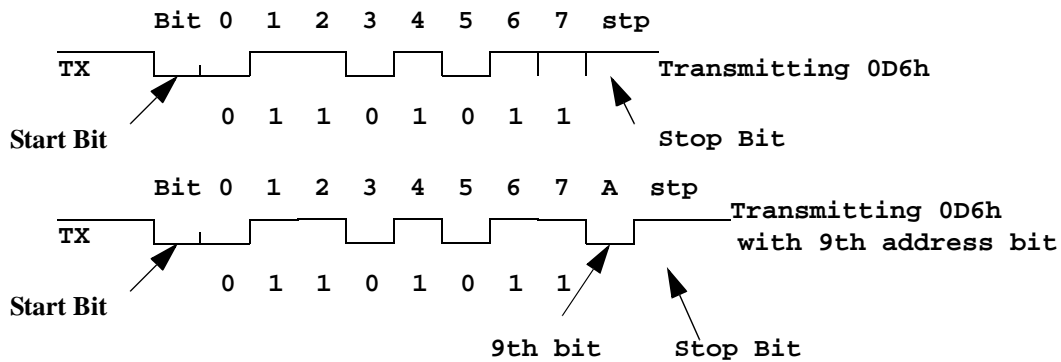 Bit 0 1 2 3 4 5 6 7 stp
TX Transmitting 0D6h
0 1 1 0 1 0 1 1
Start Bit Stop Bit
Bit 0 1 2 3 4 5 6 7 A stp
Transmitting 0D6h
TX with 9th address bit
0 1 1 0 1 0 1 1
Start Bit
9th bit Stop Bit